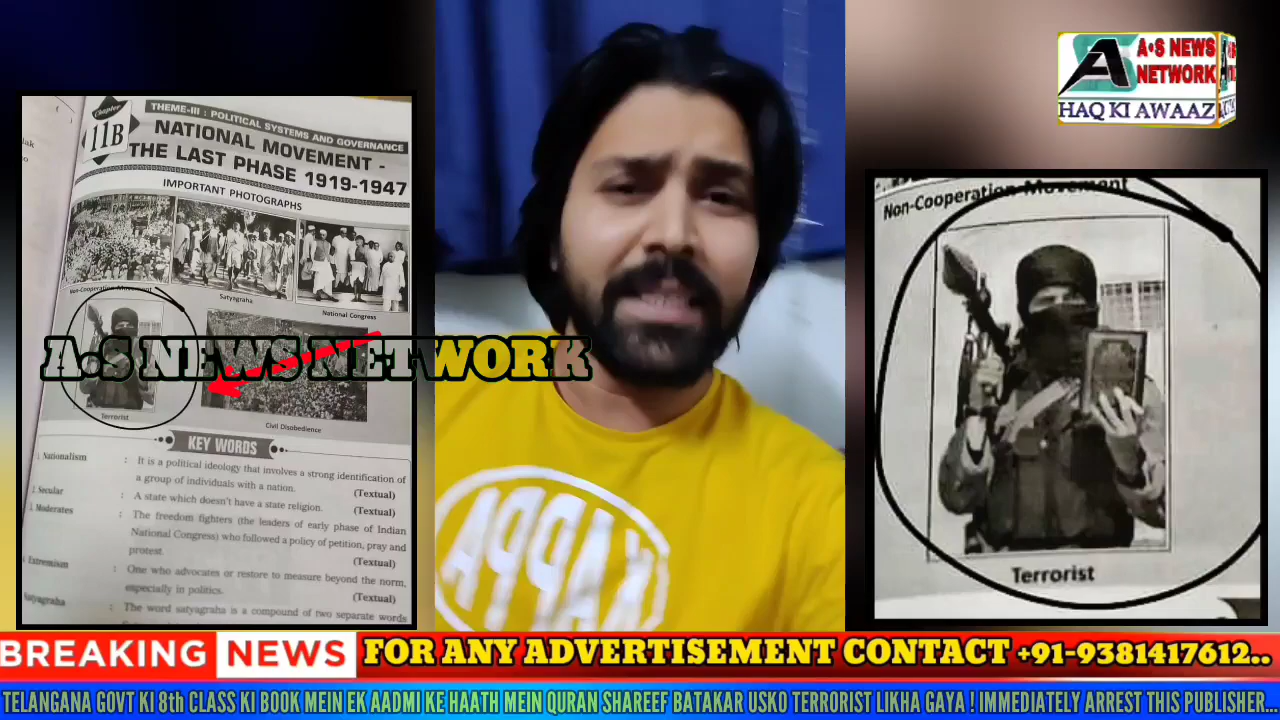 A•S NEWS
NETWORK
HAQ KI AWAAZ
Chapter
11B
THEME-III : POLITICAL SYSTEMS AND GOVERNANCE
NATIONAL MOVEMENT -
THE LAST PHASE 1919-1947
IMPORTANT PHOTOGRAPHS
Non-Cooperation Movement
Satyagraha
National Congress
Terrorist
Civil Disobedience
A•S NEWS NETWORK
KEY WORDS
Nationalism : It is a political ideology that involves a strong identification of
a group of individuals with a nation. (Textual)
2. Secular : A state which doesn't have a state religion. (Textual)
Moderates : The freedom fighters (the leaders of early phase of Indian
National Congress) who followed a policy of petition, pray and
protest. (Textual)
Extremism : One who advocates or restore to measure beyond the norm,
especially in politics. (Textual)
Satyagraha : The word satyagraha is a compound of two separate words
Non-Cooperation Movement
Terrorist
BREAKING NEWS
FOR ANY ADVERTISEMENT CONTACT +91-9381417612..
TELANGANA GOVT KI 8th CLASS KI BOOK MEIN EK AADMI KE HAATH MEIN QURAN SHAREEF BATAKAR USKO TERRORIST LIKHA GAYA ! IMMEDIATELY ARREST THIS PUBLISHER...